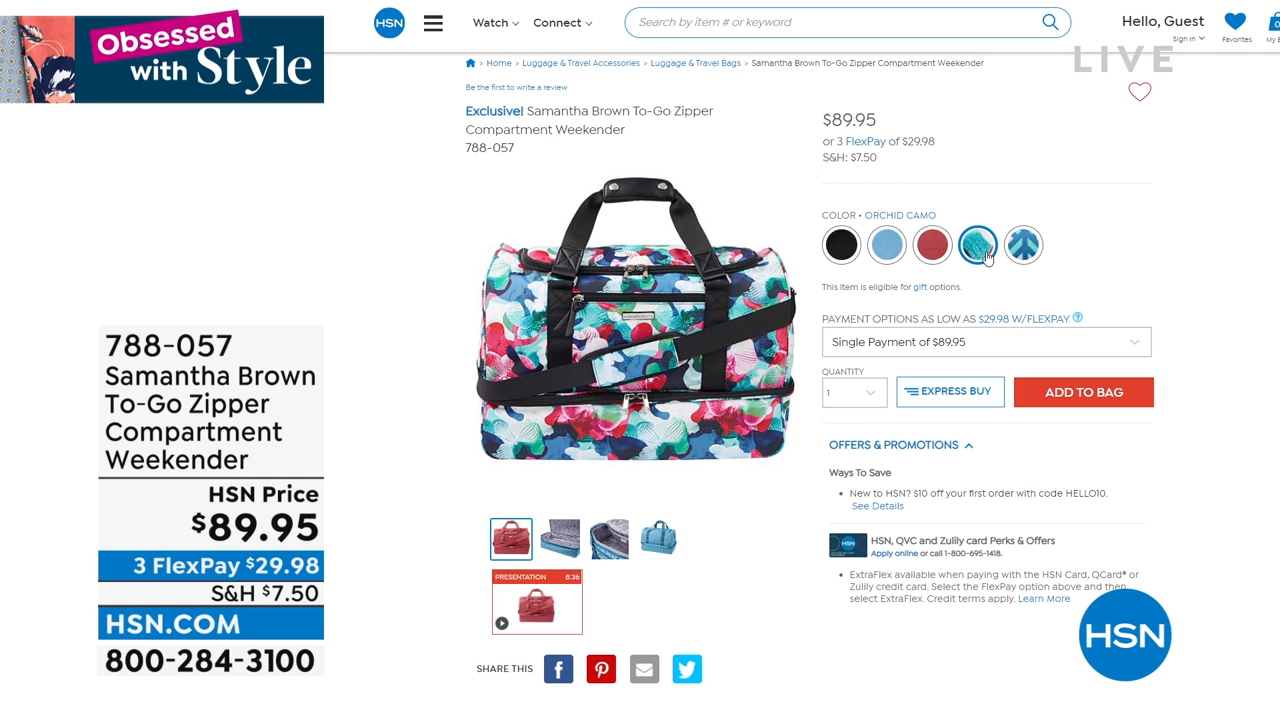 Obsessed
with Style
HSN
Watch
Connect
Search by item # or keyword
Hello, Guest
Sign In
Favorites
0
LIVE
> Home > Luggage & Travel Accessories > Luggage & Travel Bags > Samantha Brown To-Go Zipper Compartment Weekender
Be the first to write a review
Exclusive! Samantha Brown To-Go Zipper
Compartment Weekender
788-057
$89.95
or 3 FlexPay of $29.98
S&H: $7.50
COLOR • ORCHID CAMO
This item is eligible for gift options.
PAYMENT OPTIONS AS LOW AS $29.98 W/FLEXPAY ?
Single Payment of $89.95
QUANTITY
1
EXPRESS BUY
ADD TO BAG
OFFERS & PROMOTIONS
Ways To Save
• New to HSN? $10 off your first order with code HELLO10.
See Details
HSN
HSN, QVC and Zulily card Perks & Offers
Apply online or call 1-800-695-1418.
• ExtraFlex available when paying with the HSN Card, QCard® or
Zulily credit card. Select the FlexPay option above and then
select ExtraFlex. Credit terms apply. Learn More
PRESENTATION 8:36
SHARE THIS
788-057
Samantha Brown
To-Go Zipper
Compartment
Weekender
HSN Price
$89.95
3 FlexPay $29.98
S&H $7.50
HSN.COM
800-284-3100
HSN